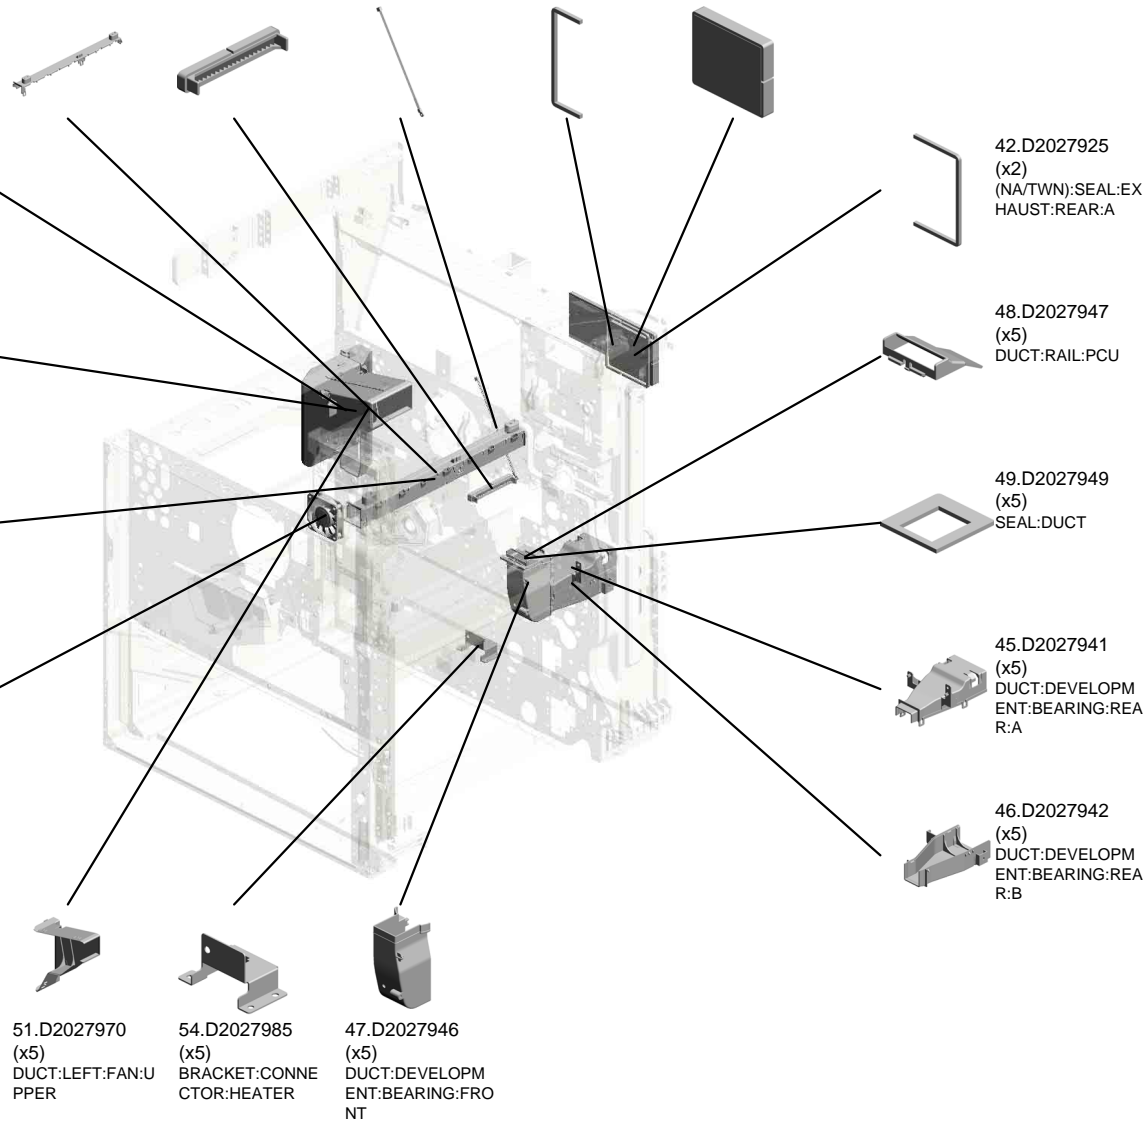 42.D2027925
(x2)
(NA/TWN):SEAL:EX
HAUST:REAR:A
48.D2027947
(x5)
DUCT:RAIL:PCU
49.D2027949
(x5)
SEAL:DUCT
45.D2027941
(x5)
DUCT:DEVELOPM
ENT:BEARING:REA
R:A
46.D2027942
(x5)
DUCT:DEVELOPM
ENT:BEARING:REA
R:B
51.D2027970
(x5)
DUCT:LEFT:FAN:U
PPER
54.D2027985
(x5)
BRACKET:CONNE
CTOR:HEATER
47.D2027946
(x5)
DUCT:DEVELOPM
ENT:BEARING:FRO
NT